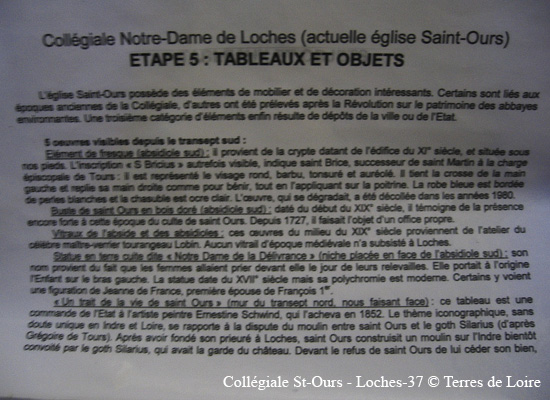 Collégiale Notre-Dame de Loches (actuelle église Saint-Ours)
ETAPE 5 : TABLEAUX ET OBJETS
L'église Saint-Ours possède des éléments de mobilier et de décoration intéressants. Certains sont liés aux
époques anciennes de la Collégiale, d'autres ont été prélevés après la Révolution sur le patrimoine des abbayes
environnantes. Une troisième catégorie d'éléments enfin résulte de dépôts de la ville ou de l'Etat.
5 oeuvres visibles depuis le transept sud :
Elément de fresque (absidiole sud) : il provient de la crypte datant de l'édifice du XI° siècle, et située sous
nos pieds. L'inscription « S Bricius » autrefois visible, indique saint Brice, successeur de saint Martin à la charge
épiscopale de Tours : il est représenté le visage rond, barbu, tonsuré et auréolé. Il tient la crosse de la main
gauche et replie sa main droite comme pour bénir, tout en l'appliquant sur la poitrine. La robe bleue est bordée
de perles blanches et la chasuble est ocre clair. L'œuvre, qui se dégradait, a été décollée dans les années 1980.
Buste de saint Ours en bois doré (absidiole sud) : daté du début du XIX° siècle, il témoigne de la présence
encore forte à cette époque du culte de saint Ours. Depuis 1727, il faisait l'objet d'un office propre.
Vitraux de l'abside et des absidioles : ces œuvres du milieu du XIX° siècle proviennent de l'atelier du
célèbre maître-verrier tourangeau Lobin. Aucun vitrail d'époque médiévale n'a subsisté à Loches.
Statue en terre cuite dite « Notre Dame de la Délivrance » (niche placée en face de l'absidiole sud) : son
nom provient du fait que les femmes allaient prier devant elle le jour de leurs relevailles. Elle portait à l'origine
l'Enfant sur le bras gauche. La statue date du XVII° siècle mais sa polychromie est moderne. Certains y voient
une figuration de Jeanne de France, première épouse de François 1er.
« Un trait de la vie de saint Ours » (mur du transept nord, nous faisant face) : ce tableau est une
commande de l'Etat à l'artiste peintre Ernestine Schwind, qui l'acheva en 1852. Le thème iconographique, sans
doute unique en Indre et Loire, se rapporte à la dispute du moulin entre saint Ours et le goth Silarius (d'après
Grégoire de Tours). Après avoir fondé son prieuré à Loches, saint Ours construisit un moulin sur l'Indre bientôt
convoité par le goth Silarius, qui avait la garde du château. Devant le refus de saint Ours de lui céder son bien,
Collégiale St-Ours - Loches-37 © Terres de Loire